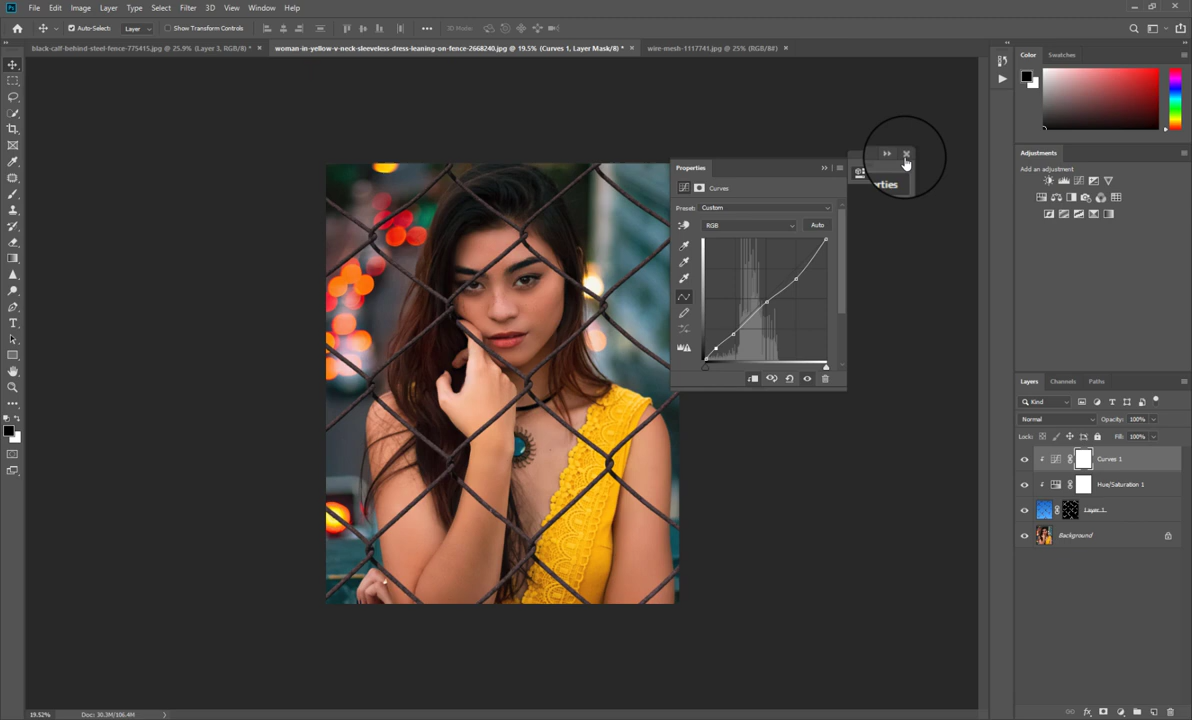 Ps File Edit Image Layer Type Select Filter 3D View Window Help
Auto-Select: Layer Show Transform Controls 3D Mode:
black-calf-behind-steel-fence-775415.jpg @ 25.9% (Layer 3, RGB/8) * × woman-in-yellow-v-neck-sleeveless-dress-leaning-on-fence-2668240.jpg @ 19.5% (Curves 1, Layer Mask/8) * × wire-mesh-1117741.jpg @ 25% (RGB/8#) ×
Color Swatches
Adjustments
Add an adjustment
Properties
erties
Curves
Preset: Custom
RGB Auto
Layers Channels Paths
Kind
Normal Opacity: 100%
Lock: Fill: 100%
Curves 1
Hue/Saturation 1
Layer 1
Background
19.52% Doc: 30.3M/106.4M